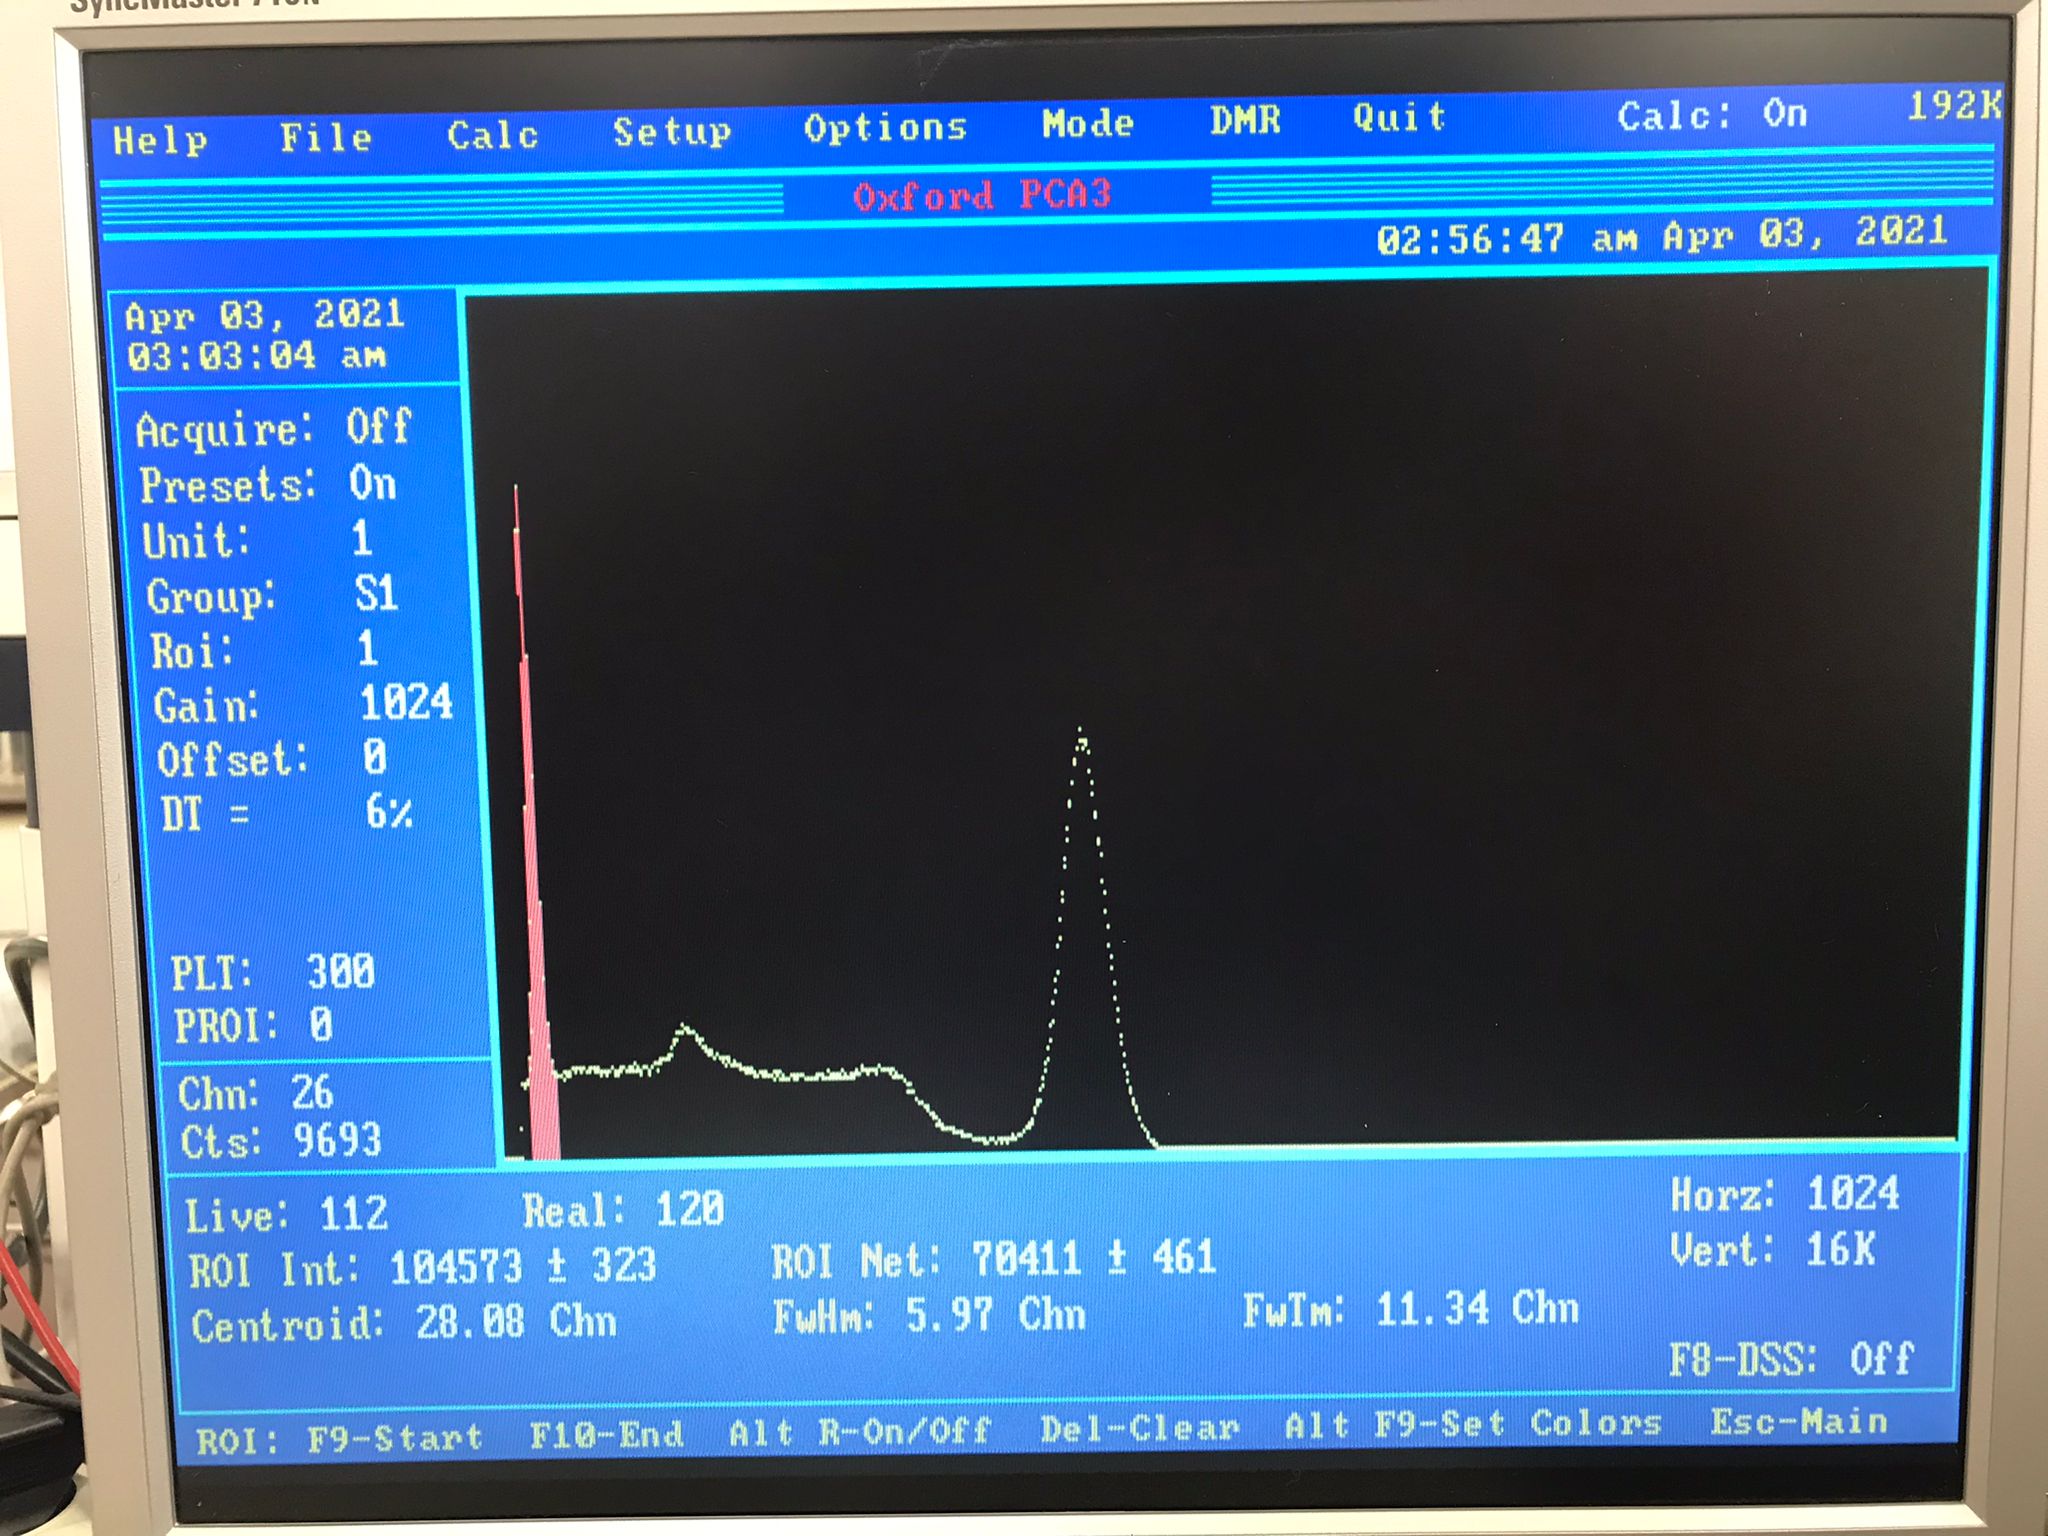 SyncMaster 710N
Help File Calc Setup Options Mode DMR Quit Calc: On 192K
Oxford PCA3
02:56:47 am Apr 03, 2021
Apr 03, 2021
03:03:04 am
Acquire: Off
Presets: On
Unit: 1
Group: S1
Roi: 1
Gain: 1024
Offset: 0
DT = 6%
PLT: 300
PROI: 0
Chn: 26
Cts: 9693
Live: 112 Real: 120 Horz: 1024
ROI Int: 104573 ± 323 ROI Net: 70411 ± 461 Vert: 16K
Centroid: 28.08 Chn FwHm: 5.97 Chn FwTm: 11.34 Chn
F8-DSS: Off
ROI: F9-Start F10-End Alt R-On/Off Del-Clear Alt F9-Set Colors Esc-Main